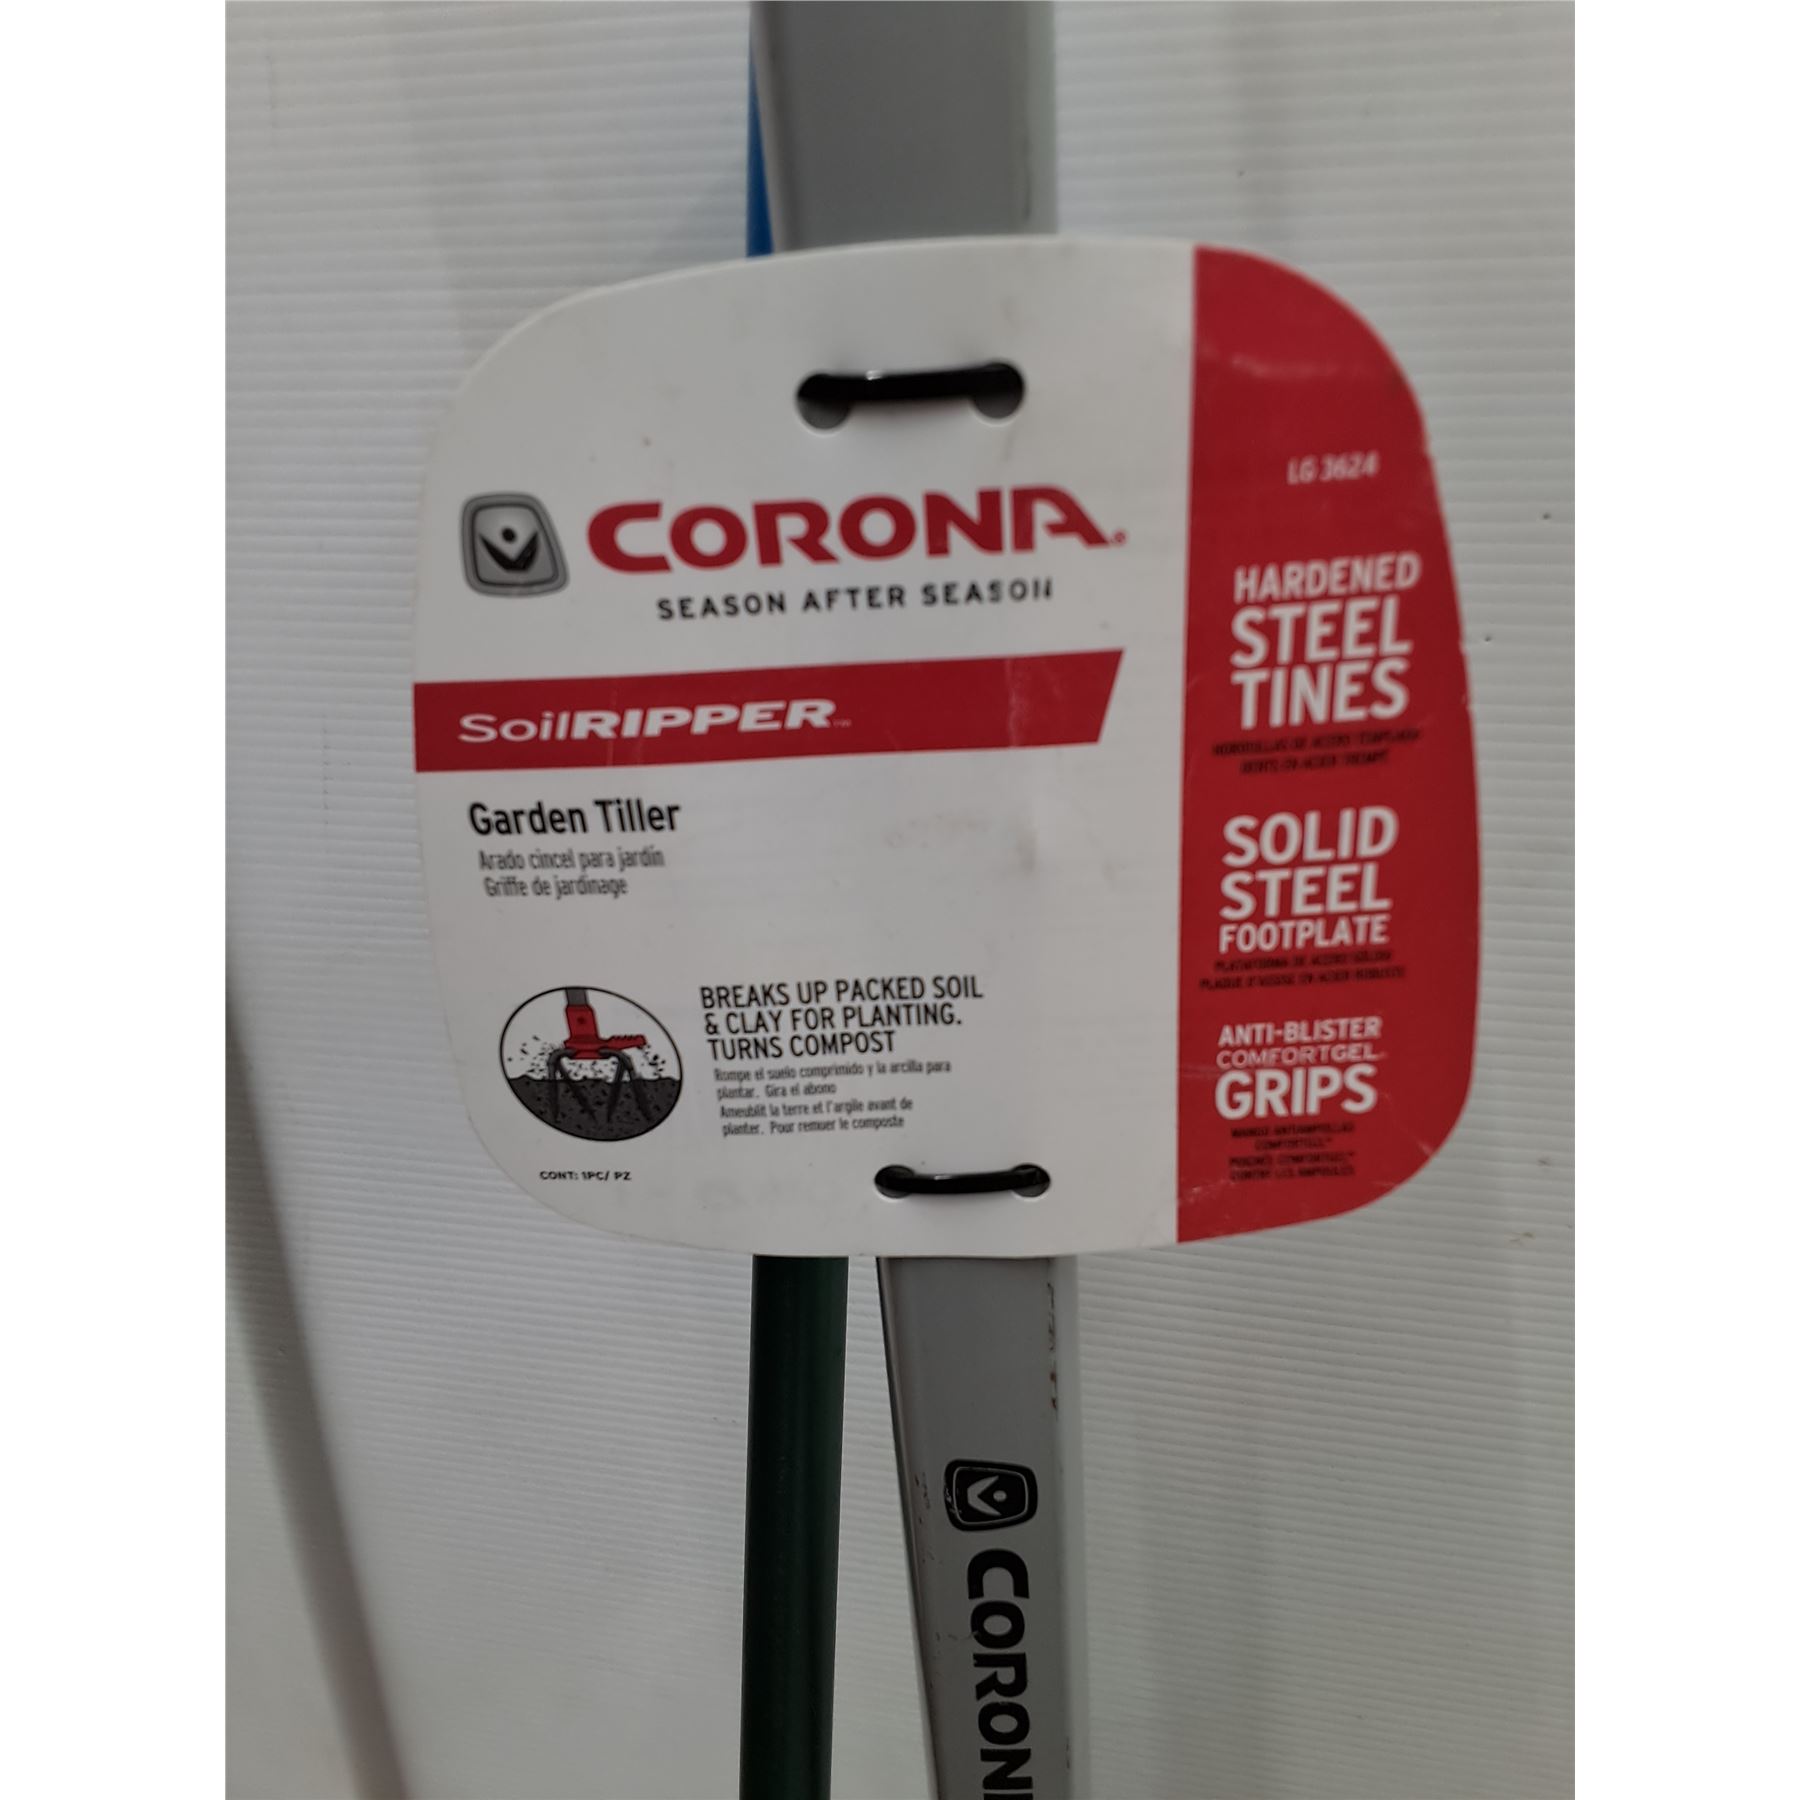 CORONA®
SEASON AFTER SEASON
SoilRIPPER™
Garden Tiller
Arado cincel para jardín
Griffe de jardinage
BREAKS UP PACKED SOIL
& CLAY FOR PLANTING.
TURNS COMPOST
Rompe el suelo comprimido y la arcilla para
plantar. Gira el abono
Ameublit la terre et l'argile avant de
planter. Pour remuer le composte
CONT: 1PC/ PZ
LG 3624
HARDENED
STEEL
TINES
SOLID
STEEL
FOOTPLATE
ANTI-BLISTER
COMFORTGEL
GRIPS
CORON